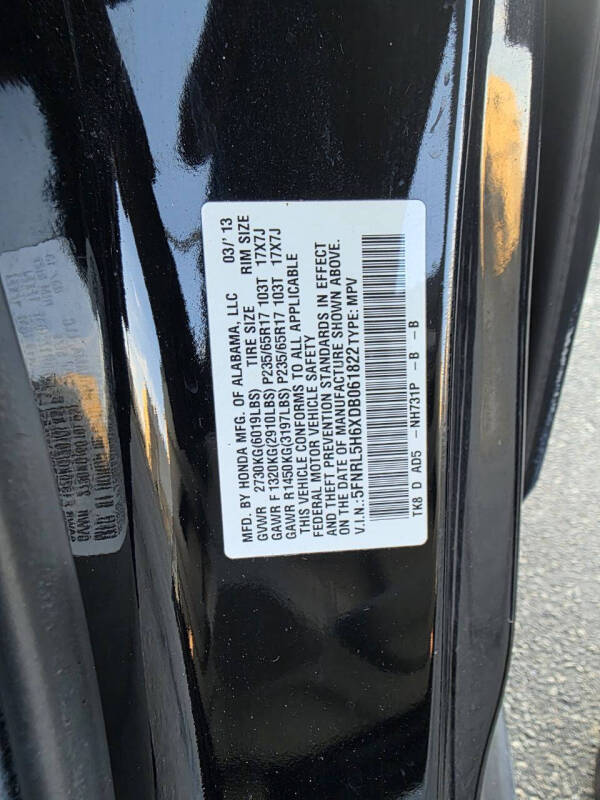 MFD. BY HONDA MFG. OF ALABAMA, LLC 03/'13
GVWR 2730KG(6019LBS) TIRE SIZE RIM SIZE
GAWR F 1320KG(2910LBS) P235/65R17 103T 17X7J
GAWR R1450KG(3197LBS) P235/65R17 103T 17X7J
THIS VEHICLE CONFORMS TO ALL APPLICABLE
FEDERAL MOTOR VEHICLE SAFETY
AND THEFT PREVENTION STANDARDS IN EFFECT
ON THE DATE OF MANUFACTURE SHOWN ABOVE.
V.I.N.:5FNRL5H6XDB061822TYPE: MPV
TK8 D AD5 -NH731P -B -B